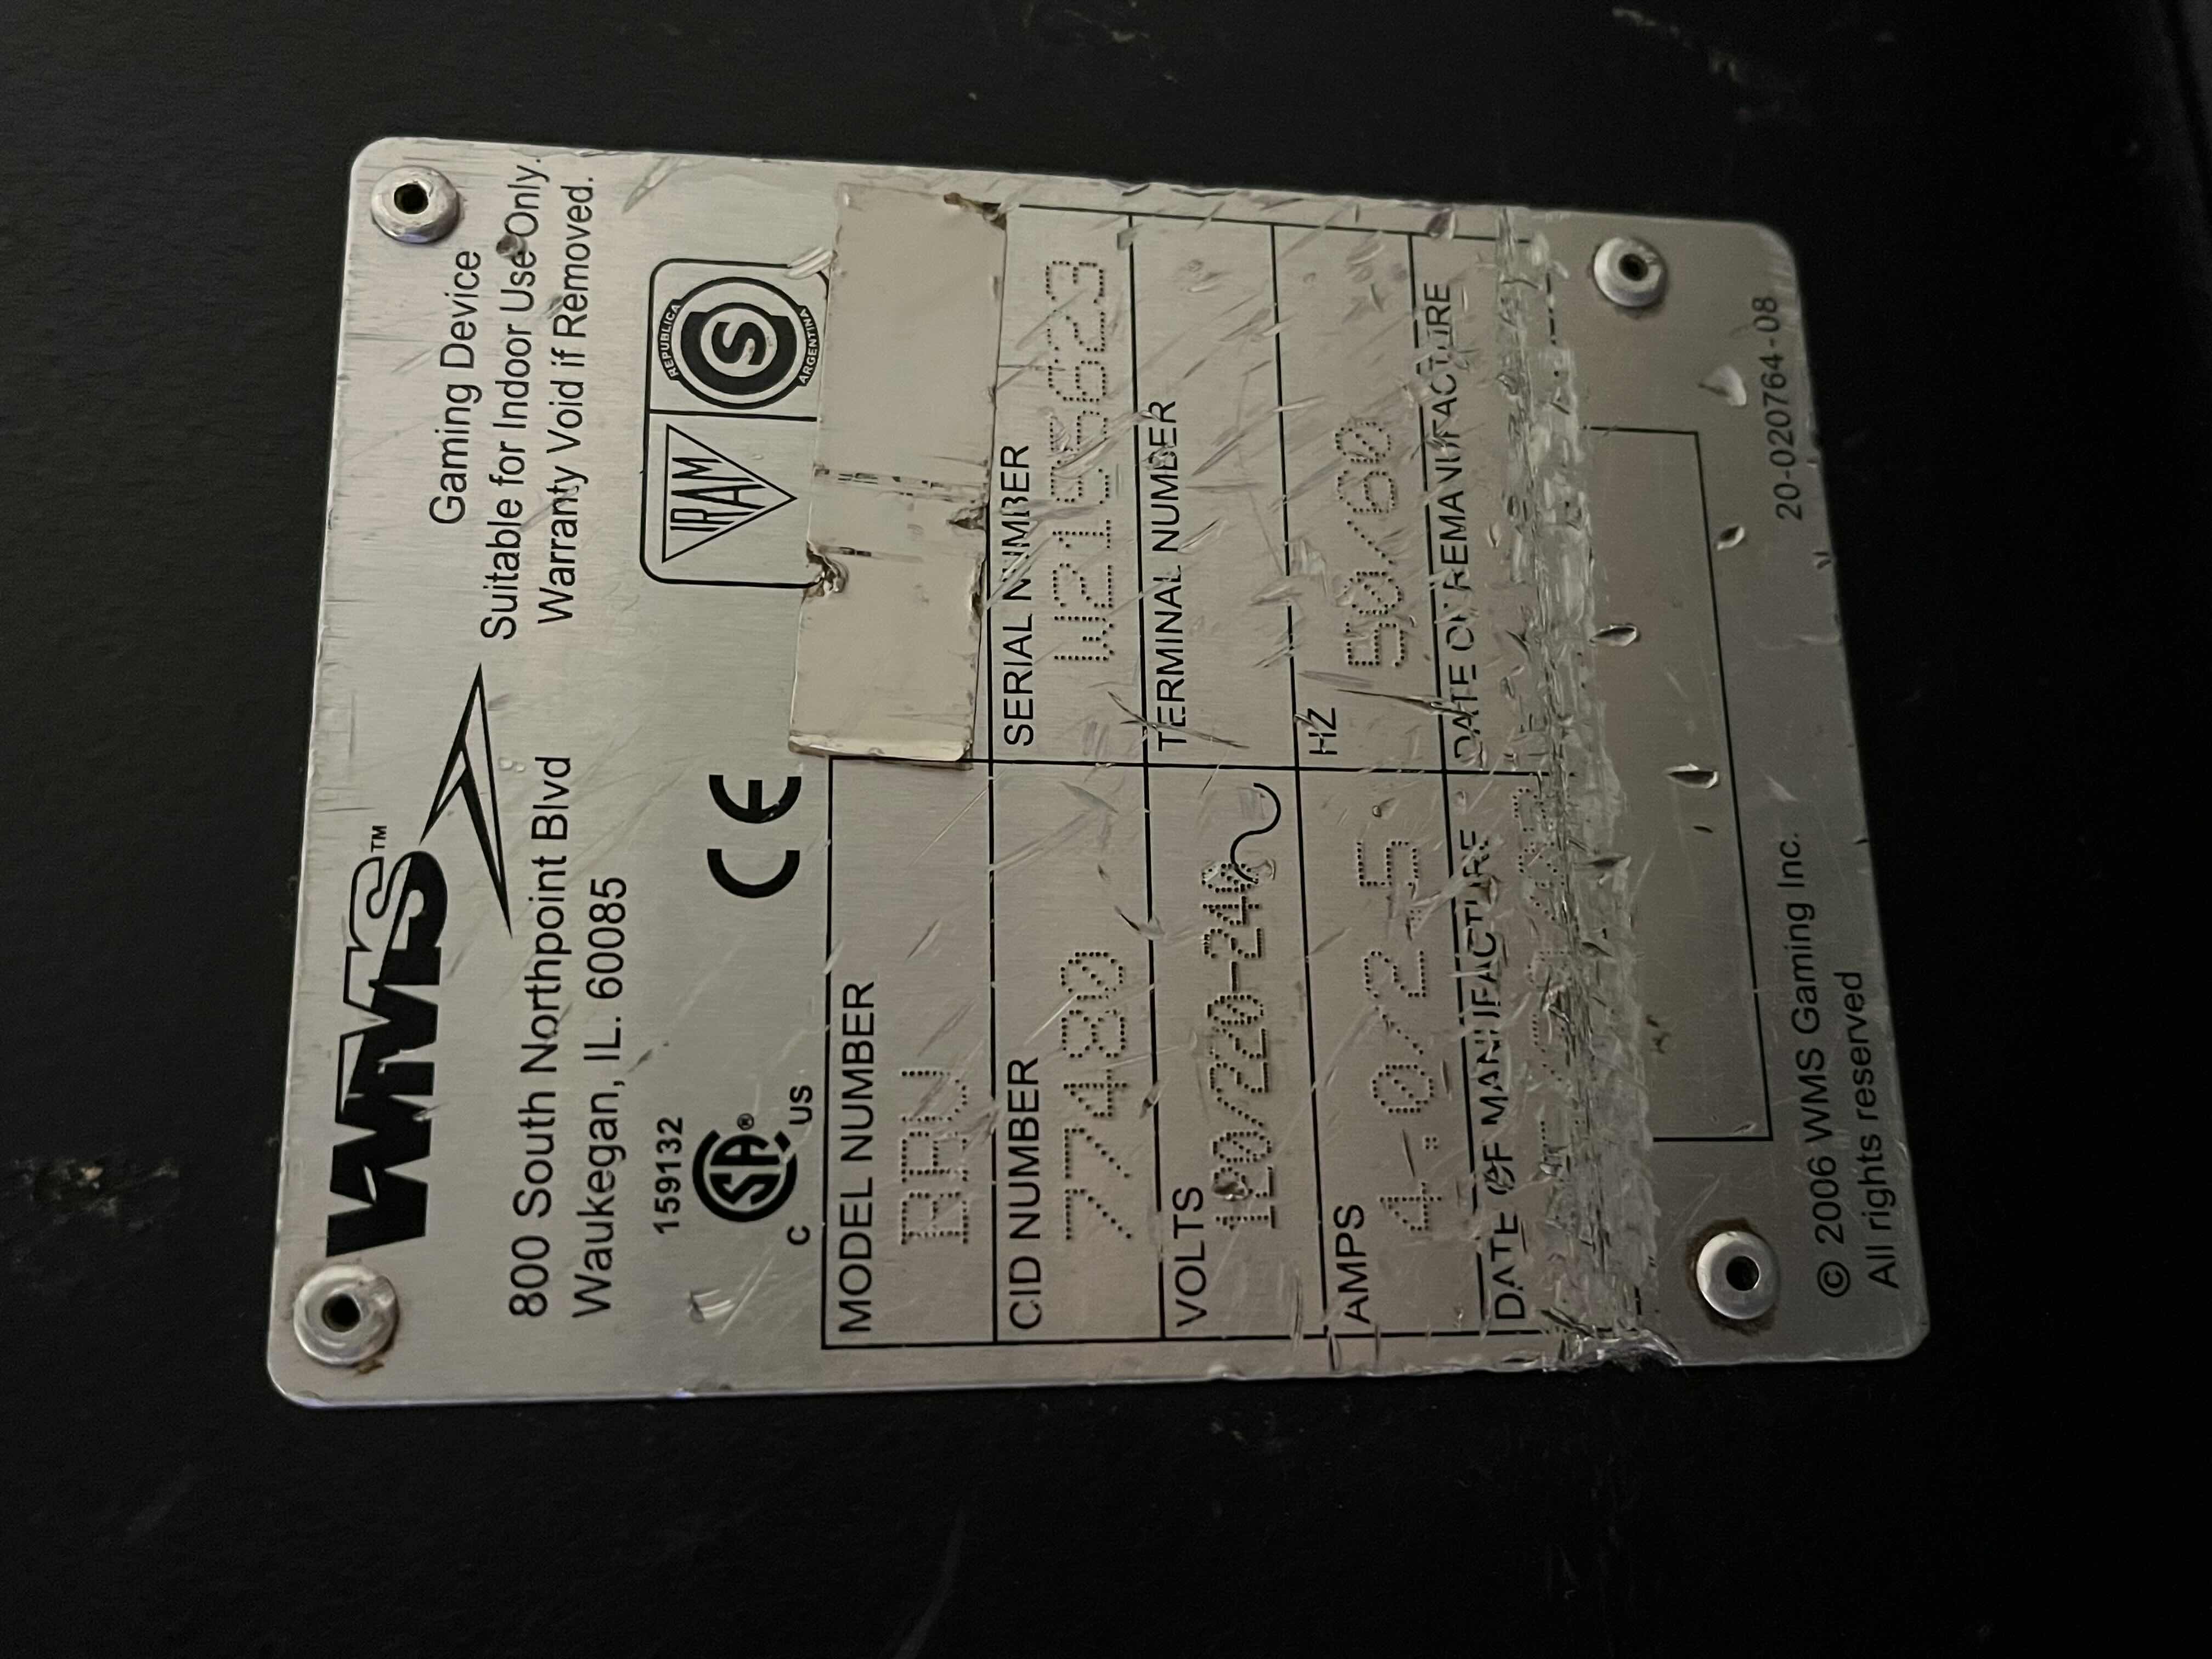 WMS™
800 South Northpoint Blvd
Waukegan, IL. 60085
Gaming Device
Suitable for Indoor Use Only.
Warranty Void if Removed.
159132
C SA® US
CE
IRAM
REPUBLICA
S
ARGENTINA
MODEL NUMBER
CID NUMBER
77480
SERIAL NUMBER
VOLTS
120/220-240
TERMINAL NUMBER
AMPS
4.0/2.5
HZ
50/60
DATE OF MANUFACTURE
DATE OF REMANUFACTURE
© 2006 WMS Gaming Inc.
All rights reserved
20-020764-08